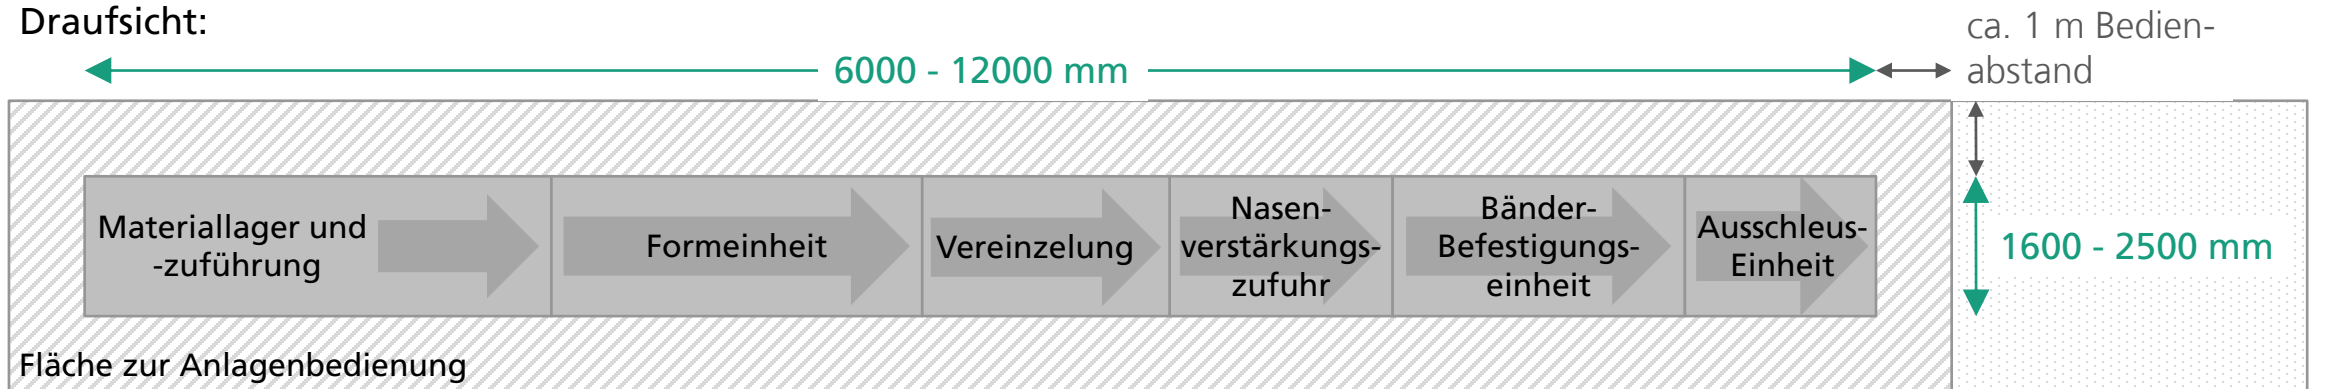 Draufsicht:
6000 - 12000 mm
ca. 1 m Bedien-
abstand
Materiallager und
-zuführung
Formeinheit
Vereinzelung
Nasen-
verstärkungs-
zufuhr
Bänder-
Befestigungs-
einheit
Ausschleus-
Einheit
1600 - 2500 mm
Fläche zur Anlagenbedienung